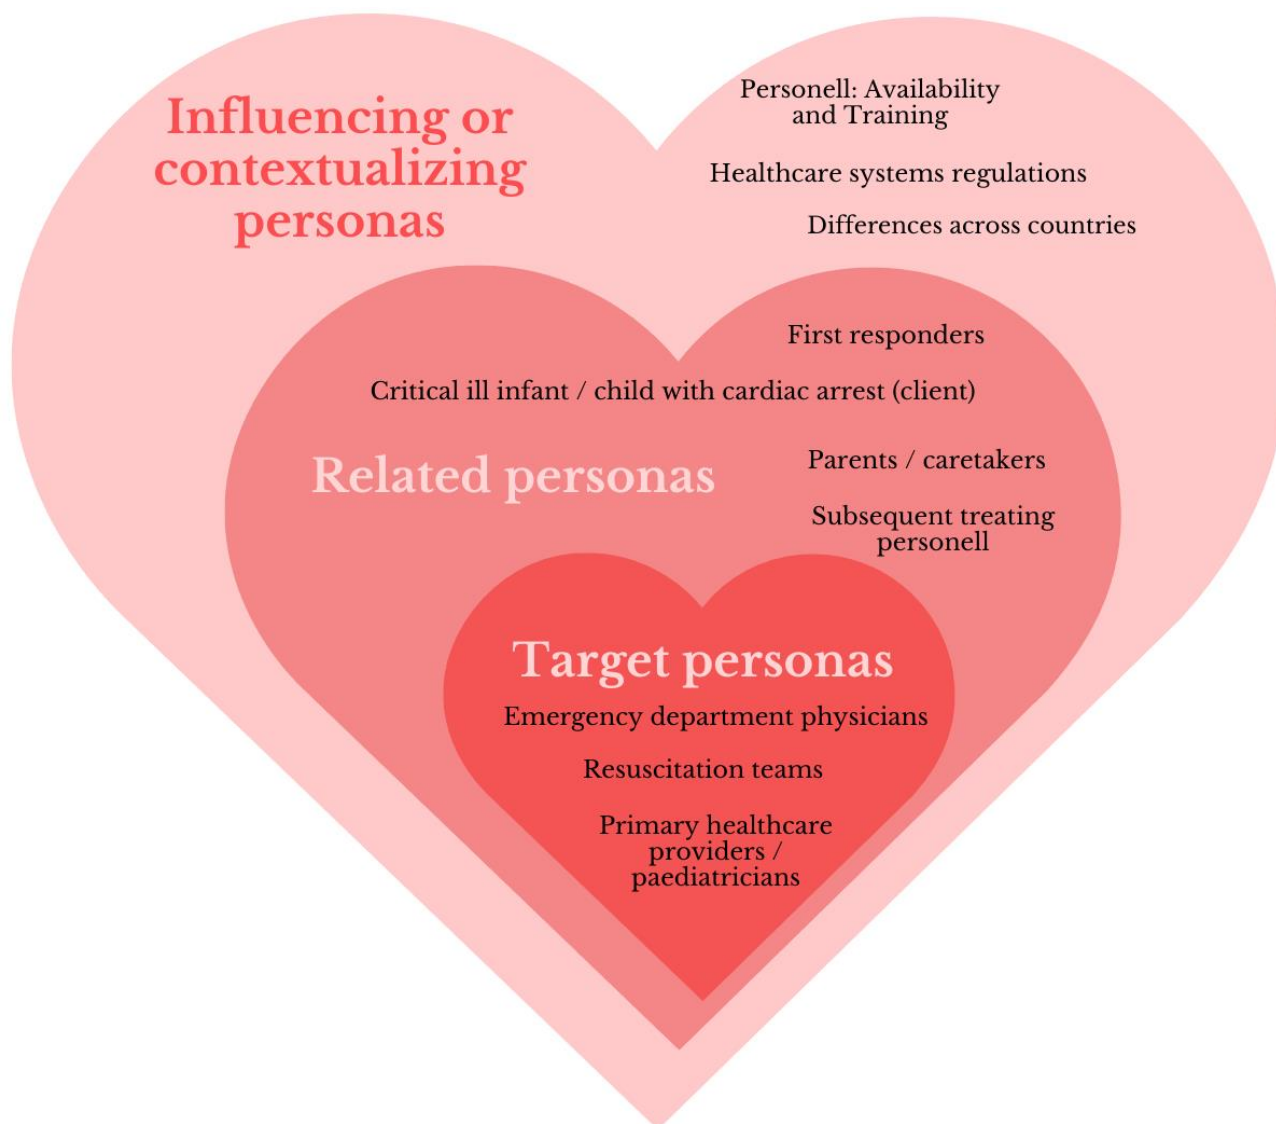 Influencing or
contextualizing
personas
Personell: Availability
and Training
Healthcare systems regulations
Differences across countries
First responders
Critical ill infant / child with cardiac arrest (client)
Related personas
Parents / caretakers
Subsequent treating
personell
Target personas
Emergency department physicians
Resuscitation teams
Primary healthcare
providers /
paediatricians